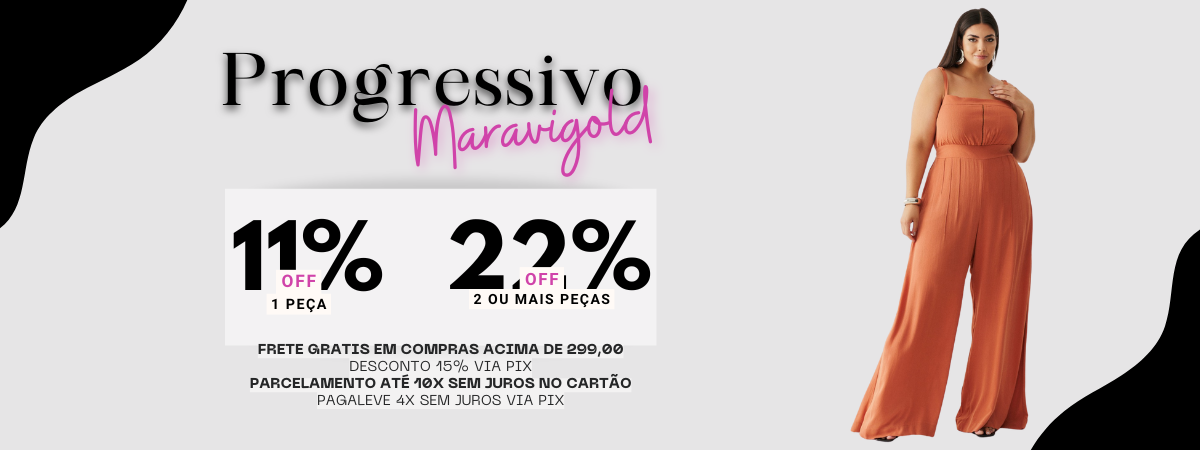 Progressivo
Maravigold
11% 22%
OFF OFF
1 PEÇA 2 OU MAIS PEÇAS
FRETE GRATIS EM COMPRAS ACIMA DE 299,00
DESCONTO 15% VIA PIX
PARCELAMENTO ATÉ 10X SEM JUROS NO CARTÃO
PAGALEVE 4X SEM JUROS VIA PIX